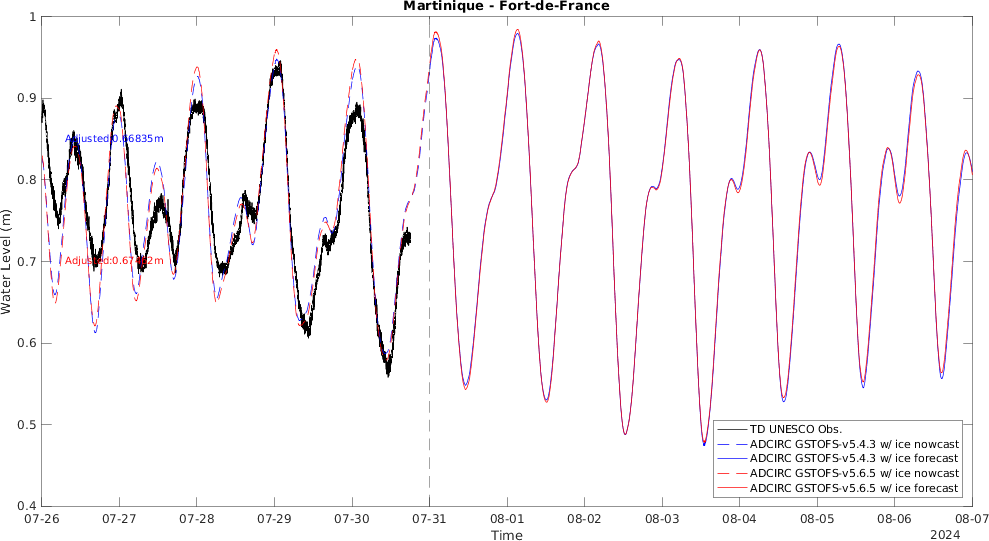 Martinique - Fort-de-France
Water Level (m)
1
0.9
0.8
0.7
0.6
0.5
0.4
Adjusted:0.66835m
TD UNESCO Obs.
ADCIRC GSTOFS-v5.4.3 w/ ice nowcast
ADCIRC GSTOFS-v5.4.3 w/ ice forecast
ADCIRC GSTOFS-v5.6.5 w/ ice nowcast
ADCIRC GSTOFS-v5.6.5 w/ ice forecast
07-26 07-27 07-28 07-29 07-30 07-31 08-01 08-02 08-03 08-04 08-05 08-06 08-07
Time
2024